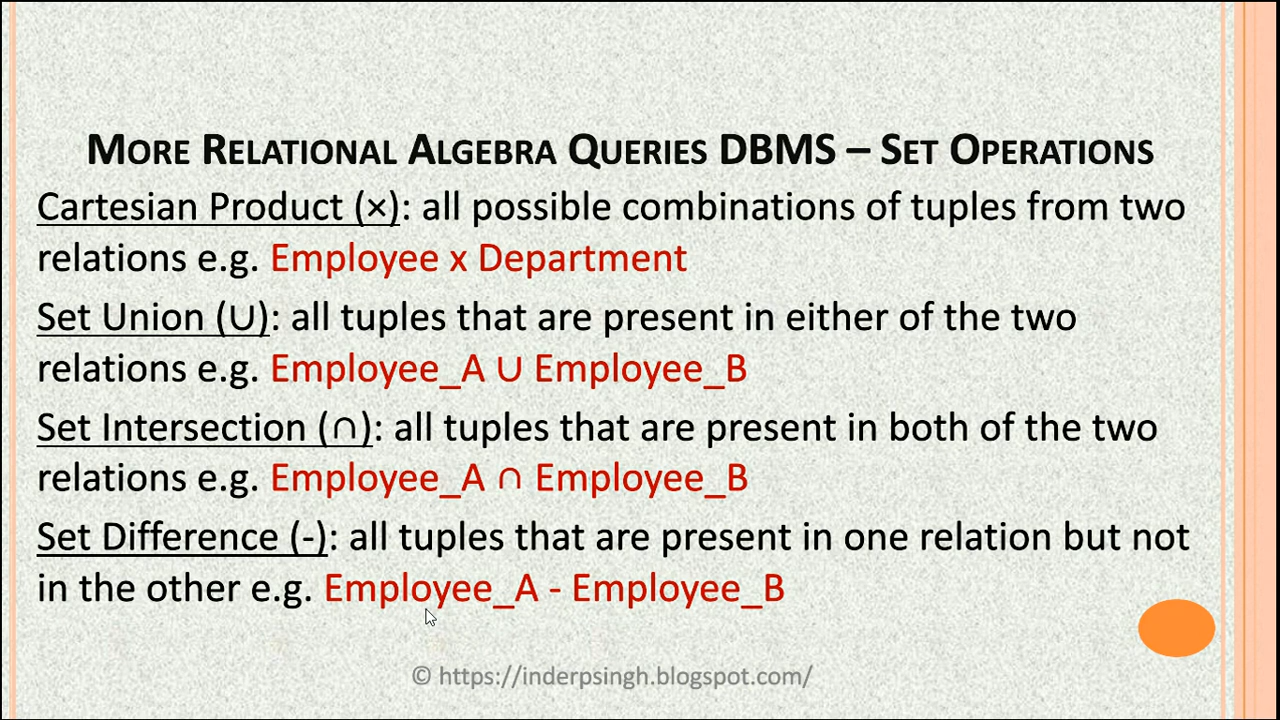 More Relational Algebra Queries DBMS – Set Operations
Cartesian Product (×): all possible combinations of tuples from two
relations e.g. Employee x Department
Set Union (∪): all tuples that are present in either of the two
relations e.g. Employee_A ∪ Employee_B
Set Intersection (∩): all tuples that are present in both of the two
relations e.g. Employee_A ∩ Employee_B
Set Difference (-): all tuples that are present in one relation but not
in the other e.g. Employee_A - Employee_B
© https://inderpsingh.blogspot.com/